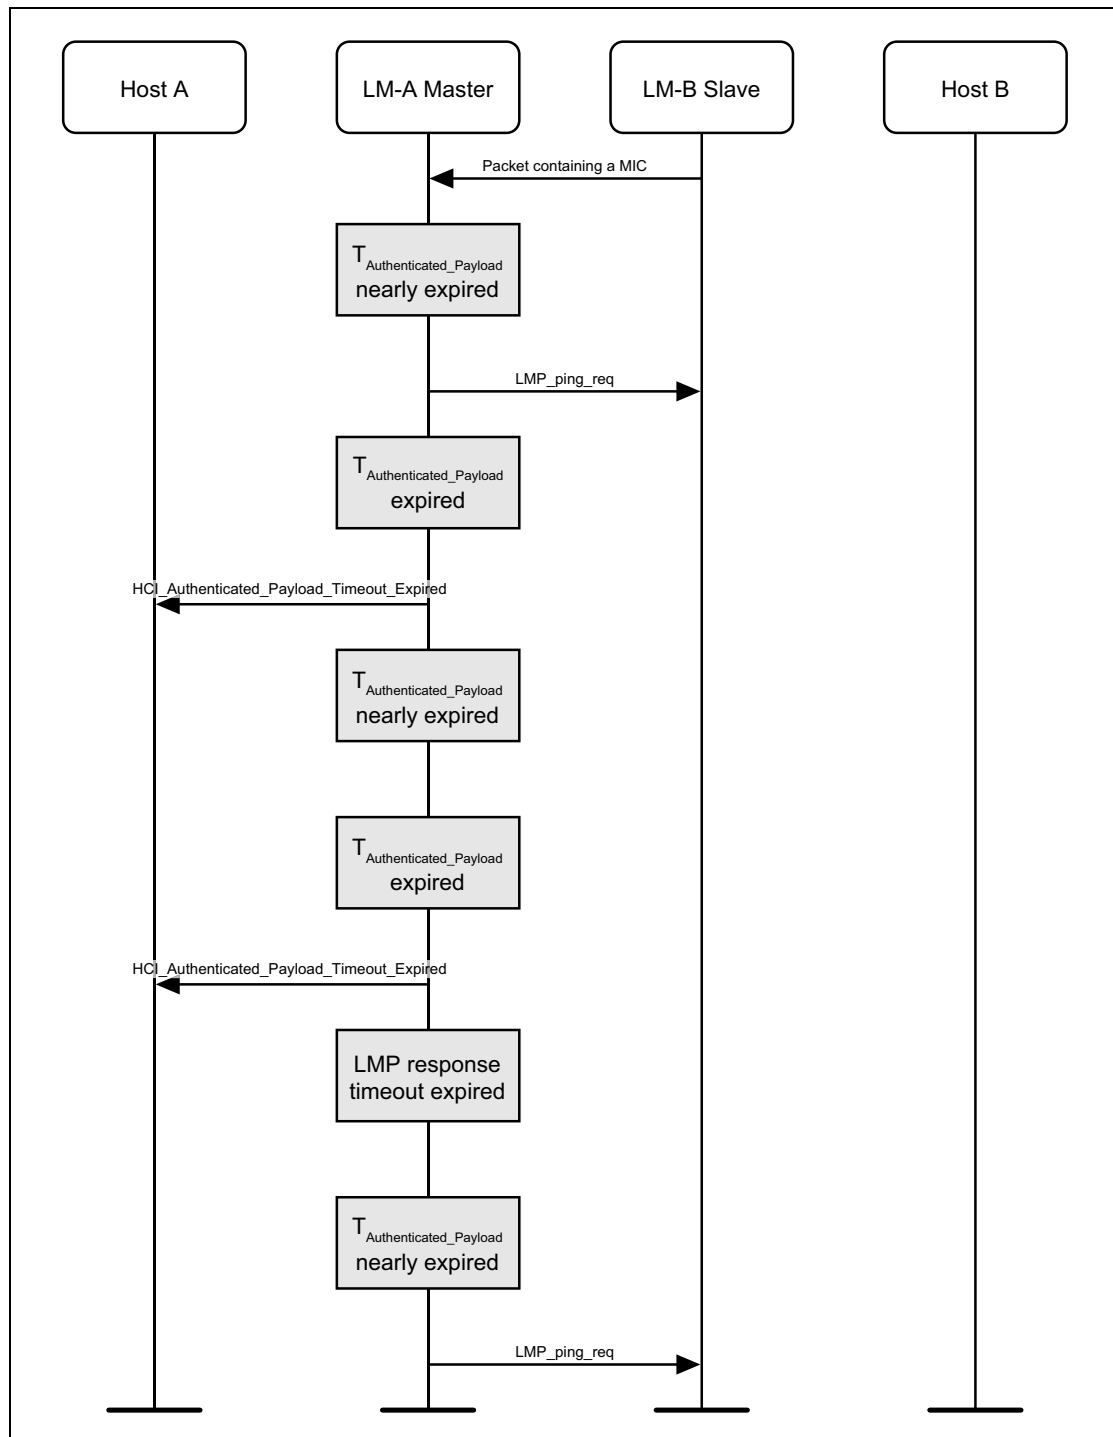 Host A
LM-A Master
LM-B Slave
Host B
Packet containing a MIC
TAuthenticated_Payload
nearly expired
LMP_ping_req
TAuthenticated_Payload
expired
HCI_Authenticated_Payload_Timeout_Expired
TAuthenticated_Payload
nearly expired
TAuthenticated_Payload
expired
HCI_Authenticated_Payload_Timeout_Expired
LMP response
timeout expired
TAuthenticated_Payload
nearly expired
LMP_ping_req